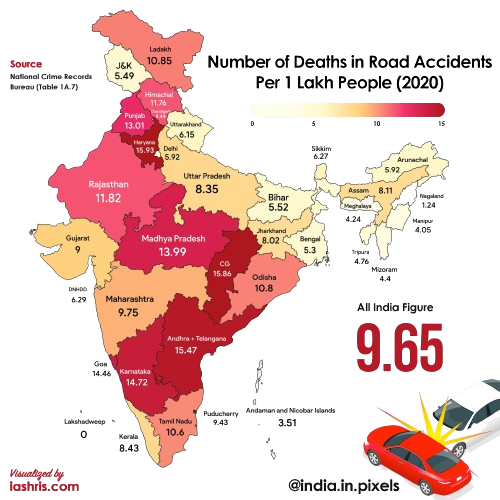 Number of Deaths in Road Accidents
Per 1 Lakh People (2020)
0 5 10 15
Source
National Crime Records
Bureau (Table 1A.7)
Ladakh
10.85
J&K
5.49
Himachal
11.76
Punjab
13.01
Uttarakhand
6.15
Haryana
15.93
Delhi
5.92
Rajasthan
11.82
Uttar Pradesh
8.35
Sikkim
6.27
Arunachal
5.92
Assam
8.11
Nagaland
1.24
Meghalaya
4.24
Manipur
4.05
Tripura
4.76
Mizoram
4.4
Bihar
5.52
Jharkhand
8.02
Bengal
5.3
Gujarat
9
Madhya Pradesh
13.99
CG
15.86
Odisha
10.8
DNHDD
6.29
Maharashtra
9.75
Andhra + Telangana
15.47
Goa
14.46
Karnataka
14.72
Lakshadweep
0
Kerala
8.43
Tamil Nadu
10.6
Puducherry
9.43
Andaman and Nicobar Islands
3.51
All India Figure
9.65
Visualized by
iashris.com
@india.in.pixels